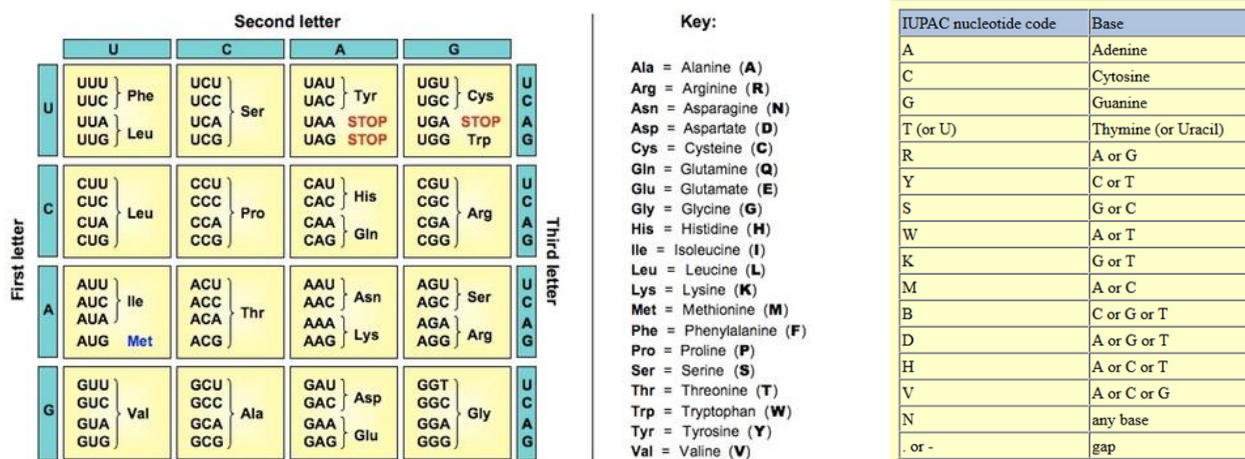 Second letter
U C A G
First letter
Third letter
U
UUU
UUC
Phe
UUA
UUG
Leu
UCU
UCC
UCA
UCG
Ser
UAU
UAC
Tyr
UAA STOP
UAG STOP
UGU
UGC
Cys
UGA STOP
UGG Trp
U
C
A
G
C
CUU
CUC
CUA
CUG
Leu
CCU
CCC
CCA
CCG
Pro
CAU
CAC
His
CAA
CAG
Gln
CGU
CGC
CGA
CGG
Arg
U
C
A
G
A
AUU
AUC
AUA
Ile
AUG Met
ACU
ACC
ACA
ACG
Thr
AAU
AAC
Asn
AAA
AAG
Lys
AGU
AGC
Ser
AGA
AGG
Arg
U
C
A
G
G
GUU
GUC
GUA
GUG
Val
GCU
GCC
GCA
GCG
Ala
GAU
GAC
Asp
GAA
GAG
Glu
GGT
GGC
GGA
GGG
Gly
U
C
A
G
Key:
Ala = Alanine (A)
Arg = Arginine (R)
Asn = Asparagine (N)
Asp = Aspartate (D)
Cys = Cysteine (C)
Gln = Glutamine (Q)
Glu = Glutamate (E)
Gly = Glycine (G)
His = Histidine (H)
Ile = Isoleucine (I)
Leu = Leucine (L)
Lys = Lysine (K)
Met = Methionine (M)
Phe = Phenylalanine (F)
Pro = Proline (P)
Ser = Serine (S)
Thr = Threonine (T)
Trp = Tryptophan (W)
Tyr = Tyrosine (Y)
Val = Valine (V)
IUPAC nucleotide code Base
A Adenine
C Cytosine
G Guanine
T (or U) Thymine (or Uracil)
R A or G
Y C or T
S G or C
W A or T
K G or T
M A or C
B C or G or T
D A or G or T
H A or C or T
V A or C or G
N any base
. or - gap